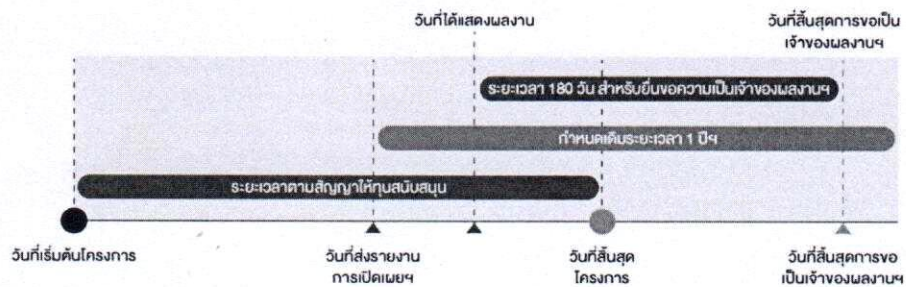 วันที่ได้แสดงผลงาน
วันที่สิ้นสุดการขอเป็น
เจ้าของผลงานฯ
ระยะเวลา 180 วัน สำหรับยื่นขอความเป็นเจ้าของผลงานฯ
กำหนดเดิมระยะเวลา 1 ปีฯ
ระยะเวลาตามสัญญาให้ทุนสนับสนุน
วันที่เริ่มต้นโครงการ
วันที่ส่งรายงาน
การเปิดเผยฯ
วันที่สิ้นสุด
โครงการ
วันที่สิ้นสุดการขอ
เป็นเจ้าของผลงานฯ